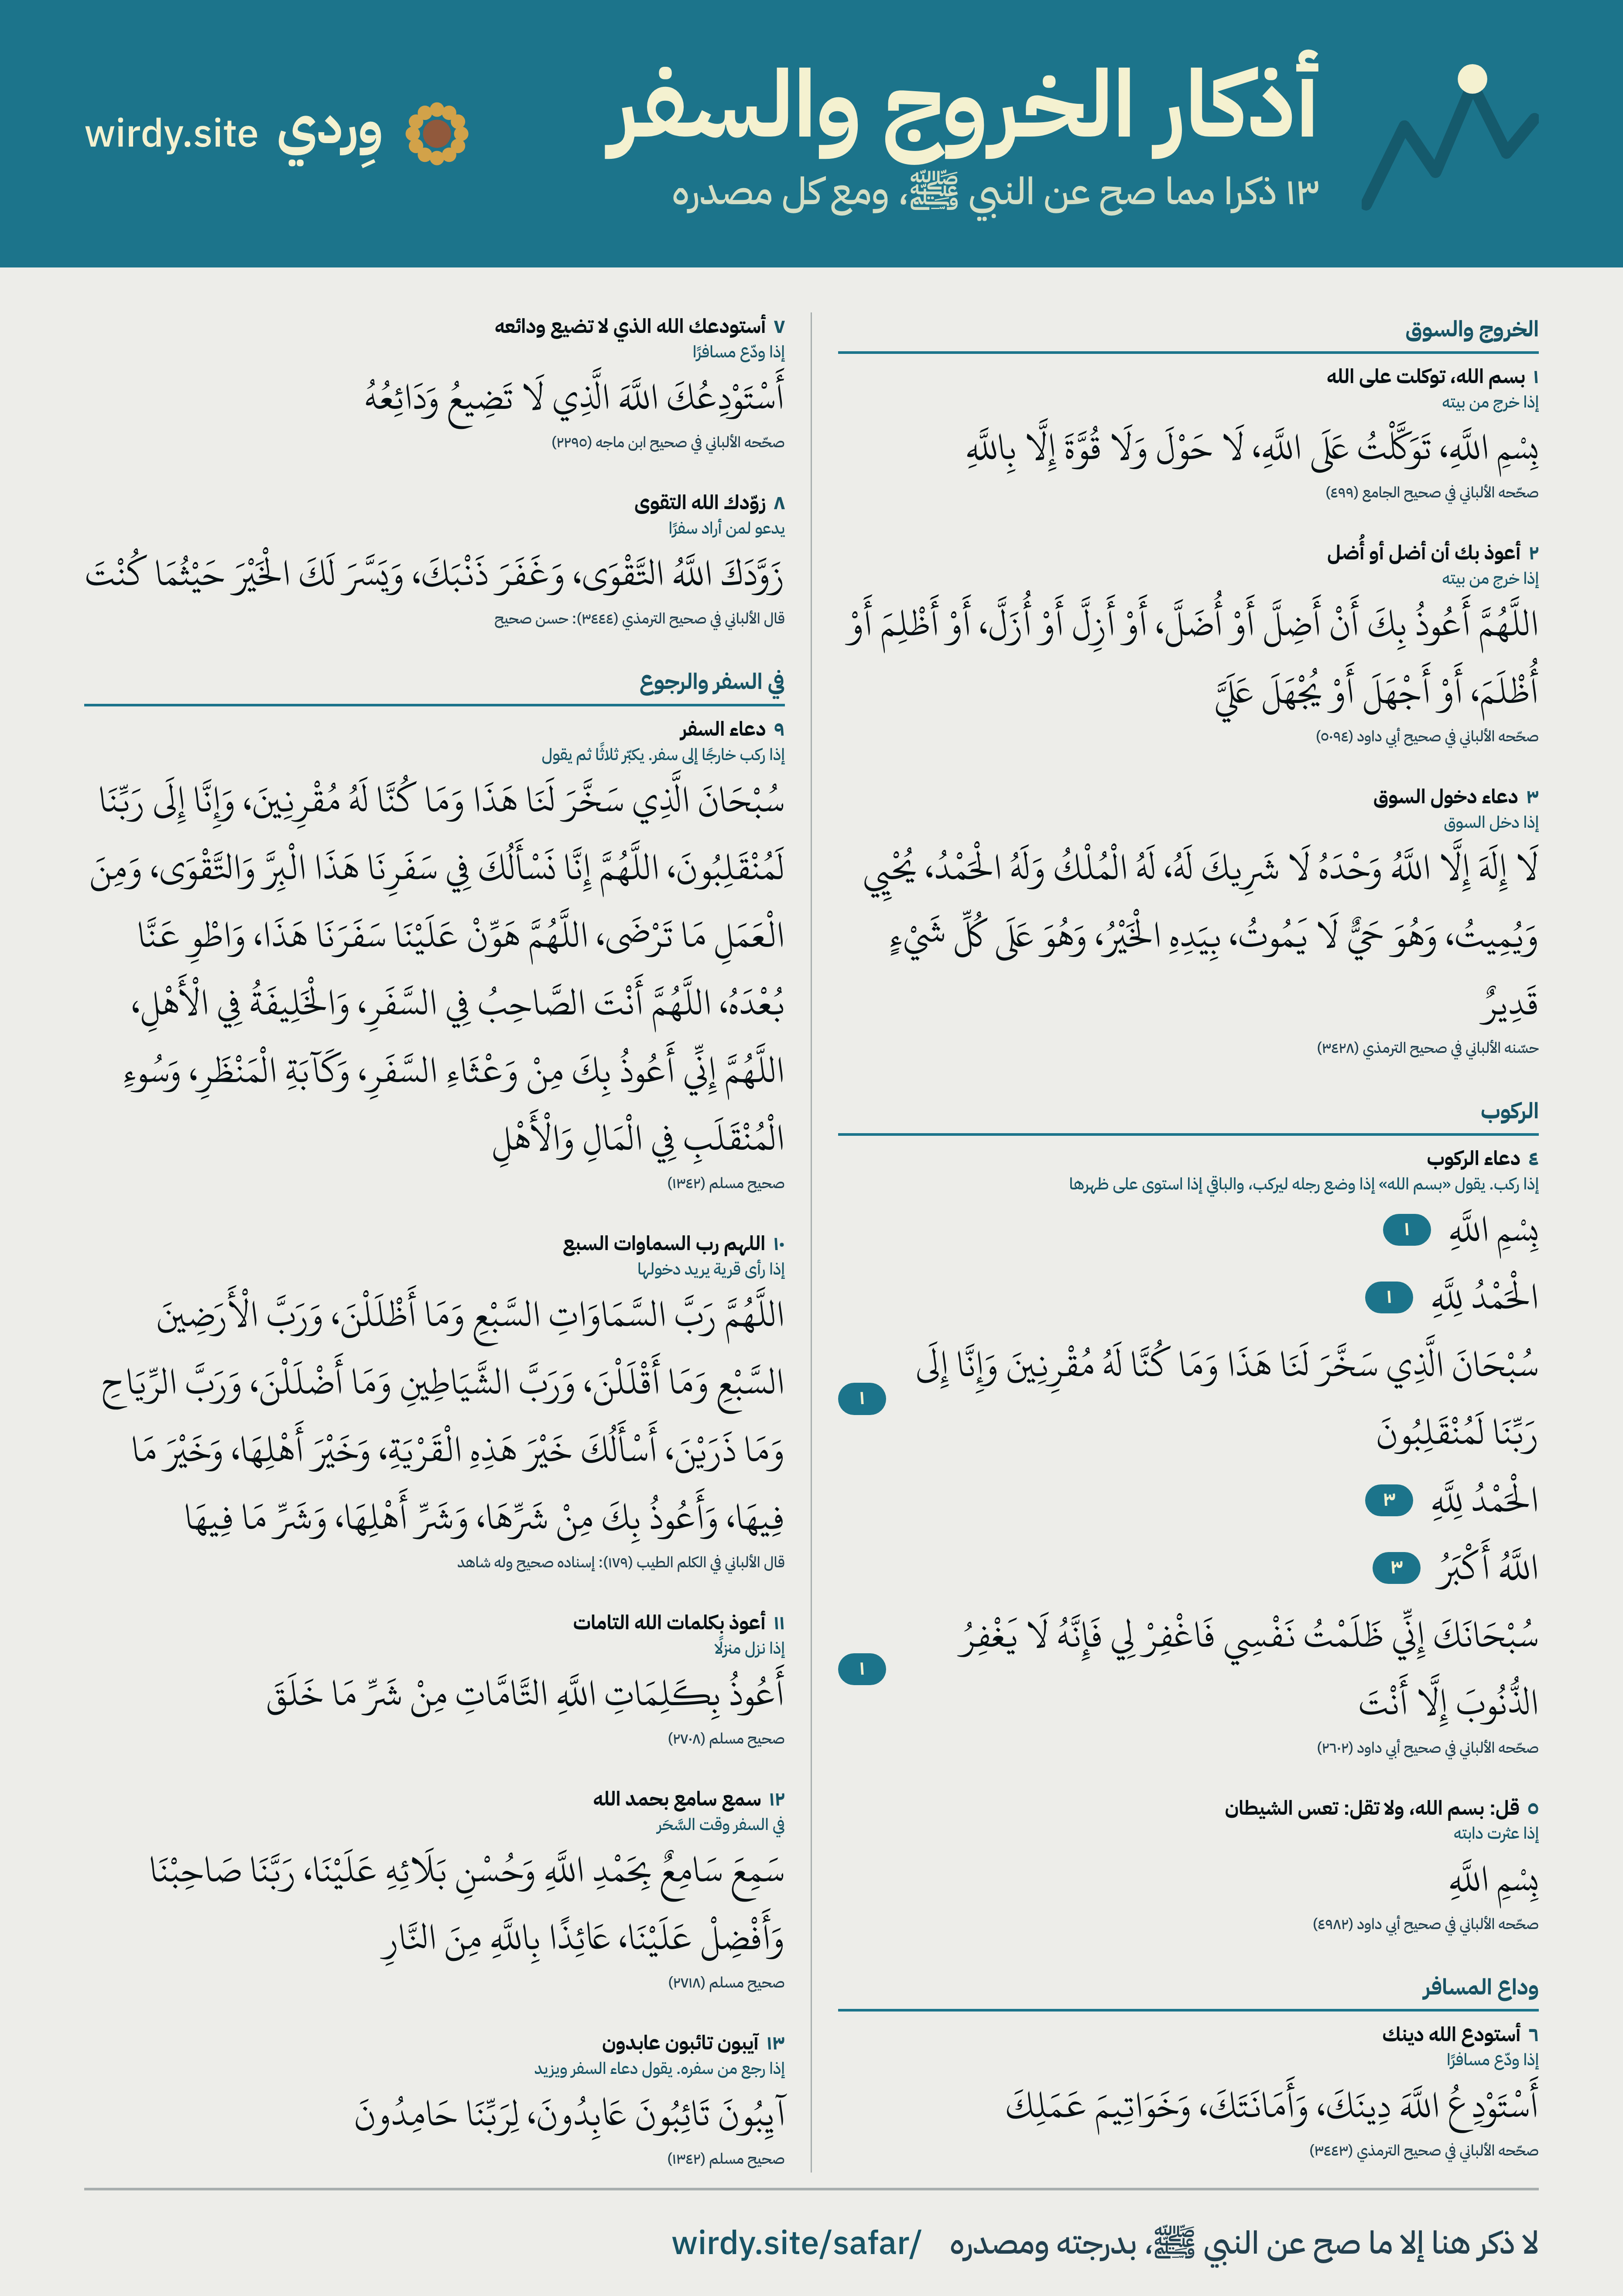 أذكار الخروج والسفر
١٣ ذكرا مما صح عن النبي ﷺ، ومع كل مصدره
وِردي wirdy.site
الخروج والسوق
١ بسم الله، توكلت على الله
إذا خرج من بيته
بِسْمِ اللَّهِ، تَوَكَّلْتُ عَلَى اللَّهِ، لَا حَوْلَ وَلَا قُوَّةَ إِلَّا بِاللَّهِ
صحّحه الألباني في صحيح الجامع (٤٩٩)
٢ أعوذ بك أن أضل أو أُضل
إذا خرج من بيته
اللَّهُمَّ أَعُوذُ بِكَ أَنْ أَضِلَّ أَوْ أُضَلَّ، أَوْ أَزِلَّ أَوْ أُزَلَّ، أَوْ أَظْلِمَ أَوْ
أُظْلَمَ، أَوْ أَجْهَلَ أَوْ يُجْهَلَ عَلَيَّ
صحّحه الألباني في صحيح أبي داود (٥٠٩٤)
٣ دعاء دخول السوق
إذا دخل السوق
لَا إِلَهَ إِلَّا اللَّهُ وَحْدَهُ لَا شَرِيكَ لَهُ، لَهُ الْمُلْكُ وَلَهُ الْحَمْدُ، يُحْيِي
وَيُمِيتُ، وَهُوَ حَيٌّ لَا يَمُوتُ، بِيَدِهِ الْخَيْرُ، وَهُوَ عَلَى كُلِّ شَيْءٍ
قَدِيرٌ
حسّنه الألباني في صحيح الترمذي (٣٤٢٨)
الركوب
٤ دعاء الركوب
إذا ركب. يقول «بسم الله» إذا وضع رجله ليركب، والباقي إذا استوى على ظهرها
بِسْمِ اللَّهِ ١
الْحَمْدُ لِلَّهِ ١
سُبْحَانَ الَّذِي سَخَّرَ لَنَا هَذَا وَمَا كُنَّا لَهُ مُقْرِنِينَ وَإِنَّا إِلَى
رَبِّنَا لَمُنْقَلِبُونَ ١
الْحَمْدُ لِلَّهِ ٣
اللَّهُ أَكْبَرُ ٣
سُبْحَانَكَ إِنِّي ظَلَمْتُ نَفْسِي فَاغْفِرْ لِي فَإِنَّهُ لَا يَغْفِرُ
الذُّنُوبَ إِلَّا أَنْتَ ١
صحّحه الألباني في صحيح أبي داود (٢٦٠٢)
٥ قل: بسم الله، ولا تقل: تعس الشيطان
إذا عثرت دابته
بِسْمِ اللَّهِ
صحّحه الألباني في صحيح أبي داود (٤٩٨٢)
وداع المسافر
٦ أستودع الله دينك
إذا ودّع مسافرًا
أَسْتَوْدِعُ اللَّهَ دِينَكَ، وَأَمَانَتَكَ، وَخَوَاتِيمَ عَمَلِكَ
صحّحه الألباني في صحيح الترمذي (٣٤٤٣)
٧ أستودعك الله الذي لا تضيع ودائعه
إذا ودّع مسافرًا
أَسْتَوْدِعُكَ اللَّهَ الَّذِي لَا تَضِيعُ وَدَائِعُهُ
صحّحه الألباني في صحيح ابن ماجه (٢٢٩٥)
٨ زوّدك الله التقوى
يدعو لمن أراد سفرًا
زَوَّدَكَ اللَّهُ التَّقْوَى، وَغَفَرَ ذَنْبَكَ، وَيَسَّرَ لَكَ الْخَيْرَ حَيْثُمَا كُنْتَ
قال الألباني في صحيح الترمذي (٣٤٤٤): حسن صحيح
في السفر والرجوع
٩ دعاء السفر
إذا ركب خارجًا إلى سفر. يكبّر ثلاثًا ثم يقول
سُبْحَانَ الَّذِي سَخَّرَ لَنَا هَذَا وَمَا كُنَّا لَهُ مُقْرِنِينَ، وَإِنَّا إِلَى رَبِّنَا
لَمُنْقَلِبُونَ، اللَّهُمَّ إِنَّا نَسْأَلُكَ فِي سَفَرِنَا هَذَا الْبِرَّ وَالتَّقْوَى، وَمِنَ
الْعَمَلِ مَا تَرْضَى، اللَّهُمَّ هَوِّنْ عَلَيْنَا سَفَرَنَا هَذَا، وَاطْوِ عَنَّا
بُعْدَهُ، اللَّهُمَّ أَنْتَ الصَّاحِبُ فِي السَّفَرِ، وَالْخَلِيفَةُ فِي الْأَهْلِ،
اللَّهُمَّ إِنِّي أَعُوذُ بِكَ مِنْ وَعْثَاءِ السَّفَرِ، وَكَآبَةِ الْمَنْظَرِ، وَسُوءِ
الْمُنْقَلَبِ فِي الْمَالِ وَالْأَهْلِ
صحيح مسلم (١٣٤٢)
١٠ اللهم رب السماوات السبع
إذا رأى قرية يريد دخولها
اللَّهُمَّ رَبَّ السَّمَاوَاتِ السَّبْعِ وَمَا أَظْلَلْنَ، وَرَبَّ الْأَرَضِينَ
السَّبْعِ وَمَا أَقْلَلْنَ، وَرَبَّ الشَّيَاطِينِ وَمَا أَضْلَلْنَ، وَرَبَّ الرِّيَاحِ
وَمَا ذَرَيْنَ، أَسْأَلُكَ خَيْرَ هَذِهِ الْقَرْيَةِ، وَخَيْرَ أَهْلِهَا، وَخَيْرَ مَا
فِيهَا، وَأَعُوذُ بِكَ مِنْ شَرِّهَا، وَشَرِّ أَهْلِهَا، وَشَرِّ مَا فِيهَا
قال الألباني في الكلم الطيب (١٧٩): إسناده صحيح وله شاهد
١١ أعوذ بكلمات الله التامات
إذا نزل منزلًا
أَعُوذُ بِكَلِمَاتِ اللَّهِ التَّامَّاتِ مِنْ شَرِّ مَا خَلَقَ
صحيح مسلم (٢٧٠٨)
١٢ سمع سامع بحمد الله
في السفر وقت السَّحَر
سَمِعَ سَامِعٌ بِحَمْدِ اللَّهِ وَحُسْنِ بَلَائِهِ عَلَيْنَا، رَبَّنَا صَاحِبْنَا
وَأَفْضِلْ عَلَيْنَا، عَائِذًا بِاللَّهِ مِنَ النَّارِ
صحيح مسلم (٢٧١٨)
١٣ آيبون تائبون عابدون
إذا رجع من سفره. يقول دعاء السفر ويزيد
آيِبُونَ تَائِبُونَ عَابِدُونَ، لِرَبِّنَا حَامِدُونَ
صحيح مسلم (١٣٤٢)
لا ذكر هنا إلا ما صح عن النبي ﷺ، بدرجته ومصدره wirdy.site/safar/